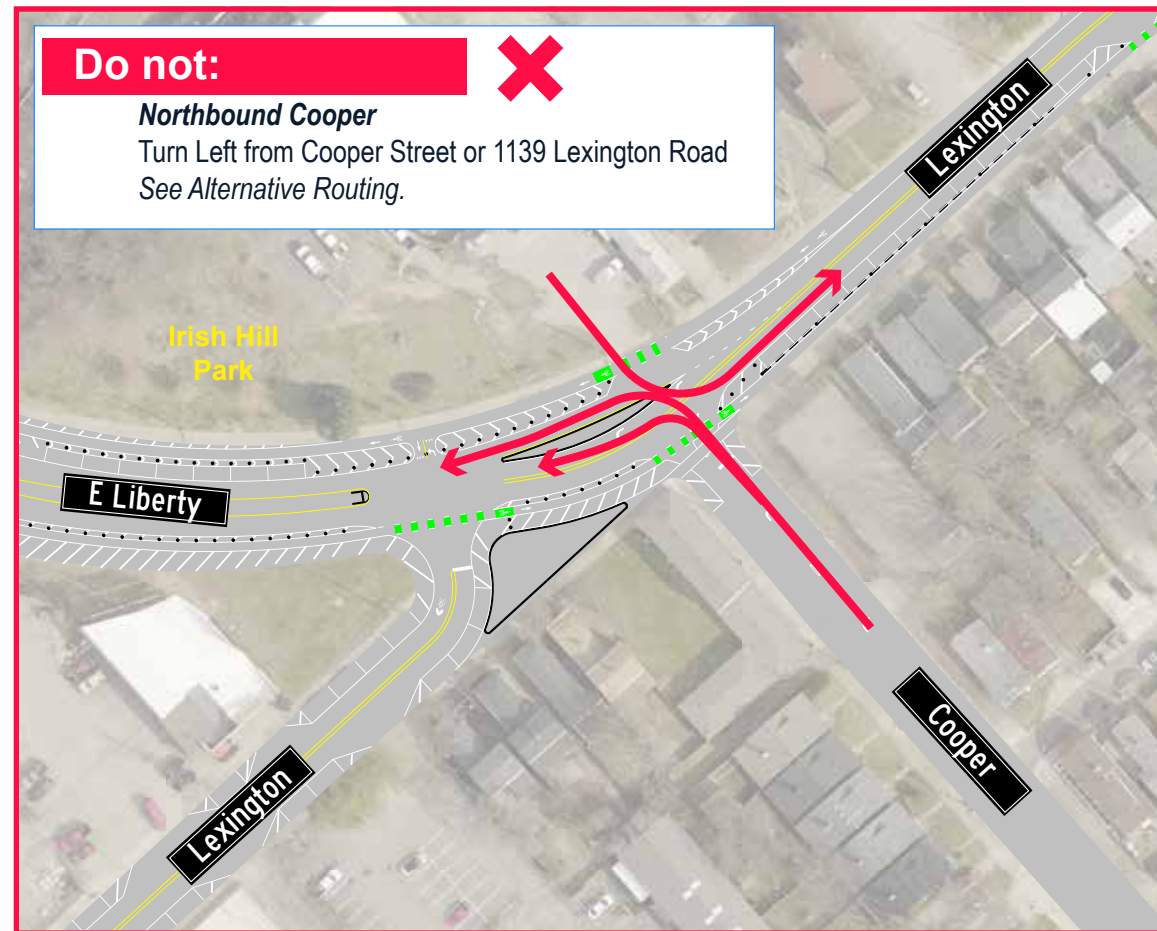 Do not:
Northbound Cooper
Turn Left from Cooper Street or 1139 Lexington Road
See Alternative Routing.
Lexington
Irish Hill
Park
E Liberty
Cooper
Lexington